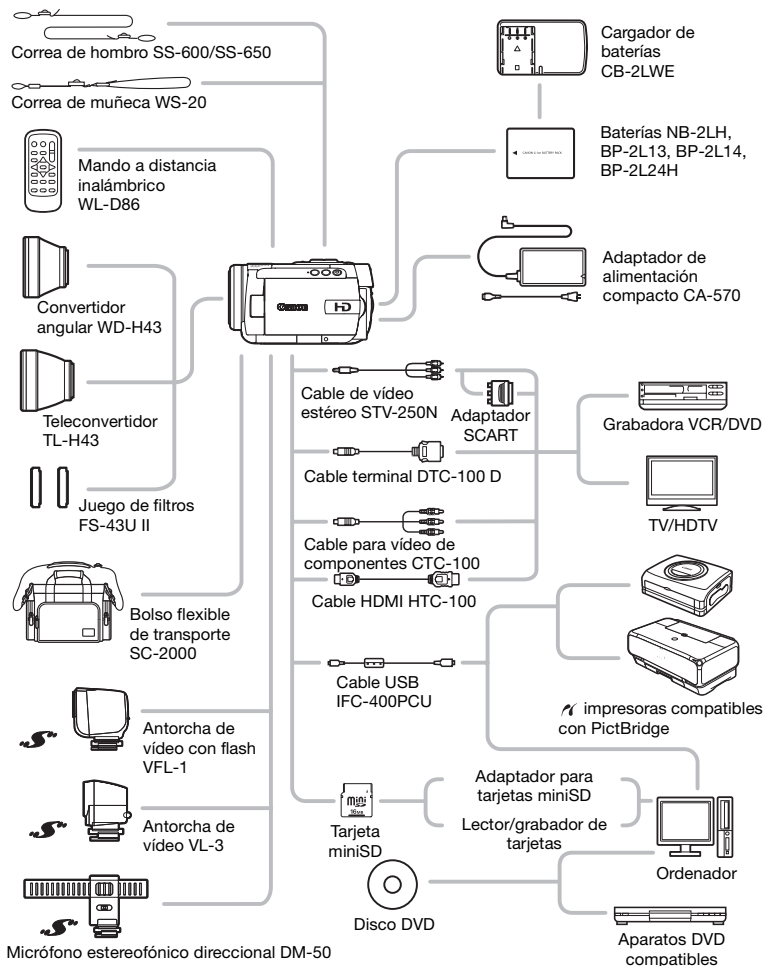 Correa de hombro SS-600/SS-650
Correa de muñeca WS-20
Mando a distancia
inalámbrico
WL-D86
Convertidor
angular WD-H43
Teleconvertidor
TL-H43
Juego de filtros
FS-43U II
Bolso flexible
de transporte
SC-2000
Antorcha de
vídeo con flash
VFL-1
Antorcha de
vídeo VL-3
Micrófono estereofónico direccional DM-50
Canon
HD
Cargador de
baterías
CB-2LWE
Baterías NB-2LH,
BP-2L13, BP-2L14,
BP-2L24H
Adaptador de
alimentación
compacto CA-570
Cable de vídeo
estéreo STV-250N
Adaptador
SCART
Cable terminal DTC-100 D
Cable para vídeo de
componentes CTC-100
Cable HDMI HTC-100
Cable USB
IFC-400PCU
Grabadora VCR/DVD
TV/HDTV
impresoras compatibles
con PictBridge
mini
SD
16MB
Tarjeta
miniSD
Adaptador para
tarjetas miniSD
Lector/grabador de
tarjetas
Ordenador
Disco DVD
Aparatos DVD
compatibles